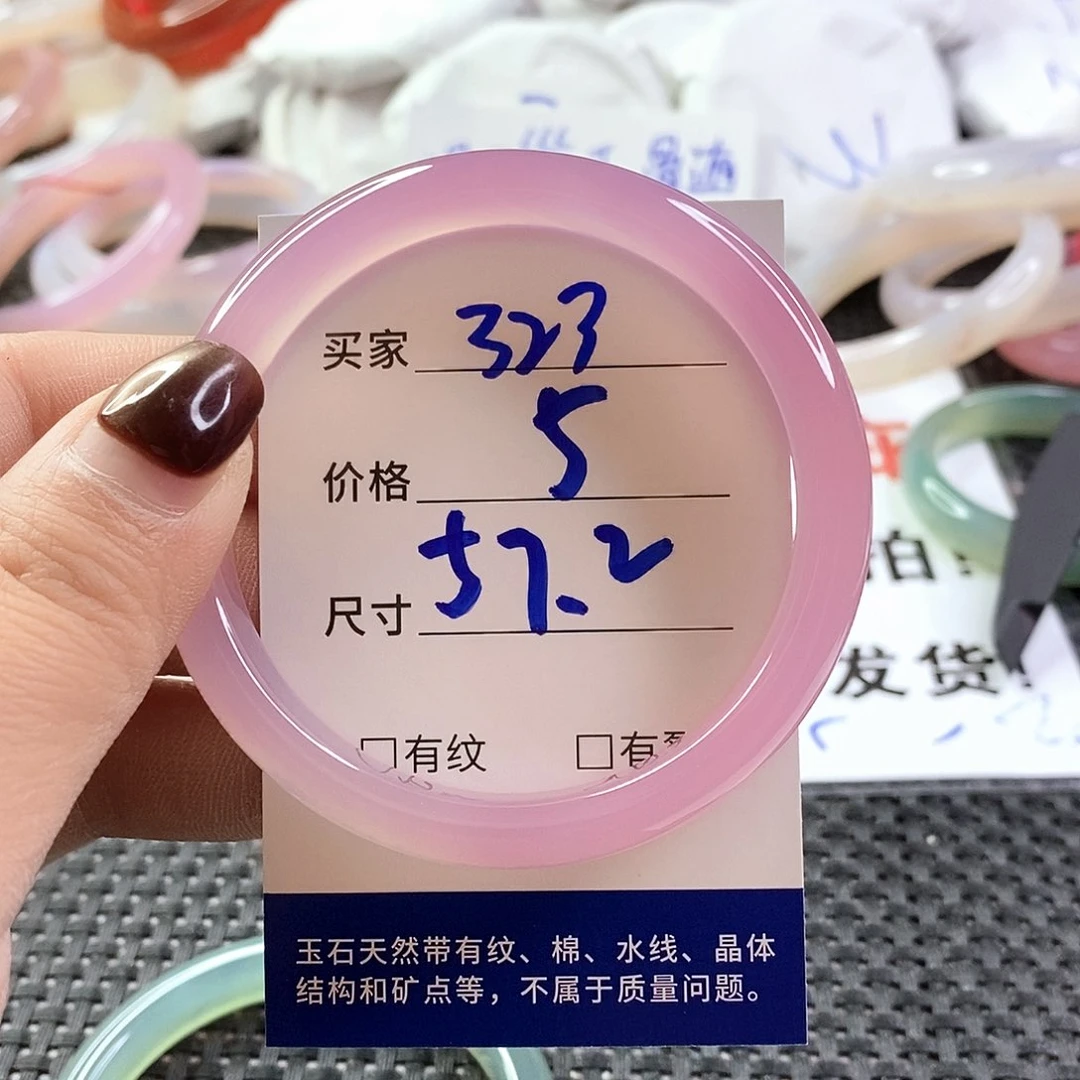 买家 323
价格 5
尺寸 57.2
□有纹 □有
玉石天然带有纹、棉、水线、晶体
结构和矿点等，不属于质量问题。
发货